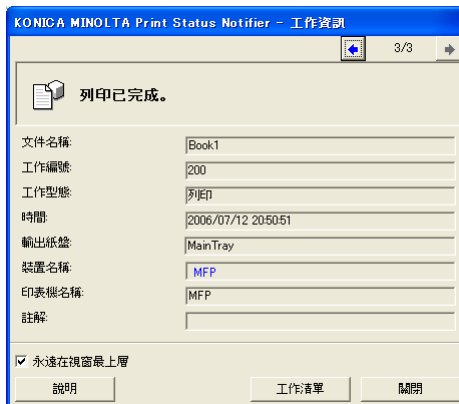 KONICA MINOLTA Print Status Notifier - 工作資訊
3/3
列印已完成。
文件名稱: Book1
工作編號: 200
工作型態: 列印
時間: 2006/07/12 20:50:51
輸出紙盤: MainTray
裝置名稱: MFP
印表機名稱: MFP
註解:
永遠在視窗最上層
說明 工作清單 關閉